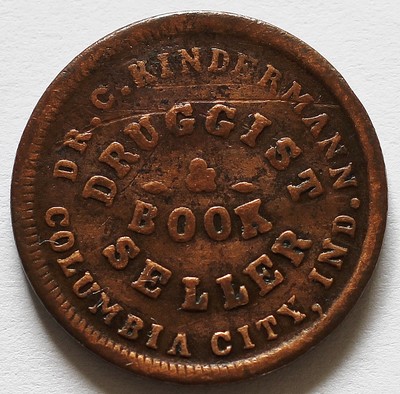 DR. C. KINDERMANN
DRUGGIST
&
BOOK
SELLER
COLUMBIA CITY, IND.